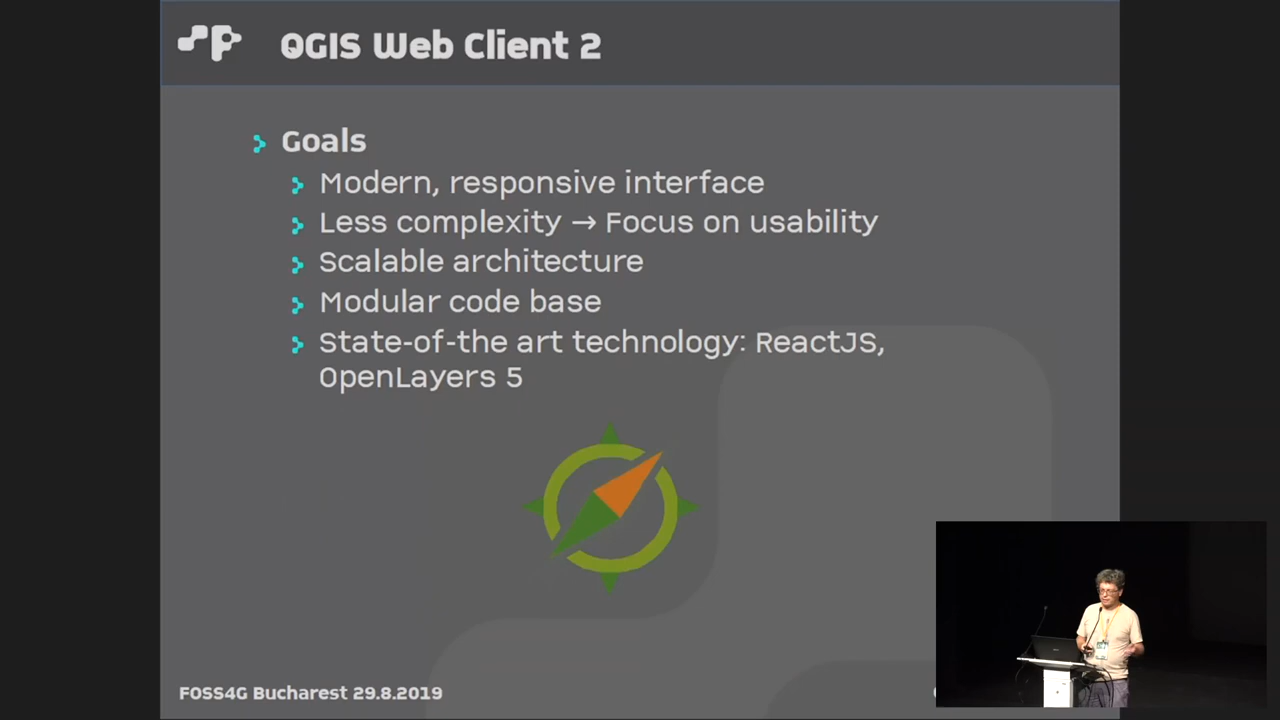 QGIS Web Client 2
Goals
Modern, responsive interface
Less complexity → Focus on usability
Scalable architecture
Modular code base
State-of-the art technology: ReactJS,
OpenLayers 5
FOSS4G Bucharest 29.8.2019